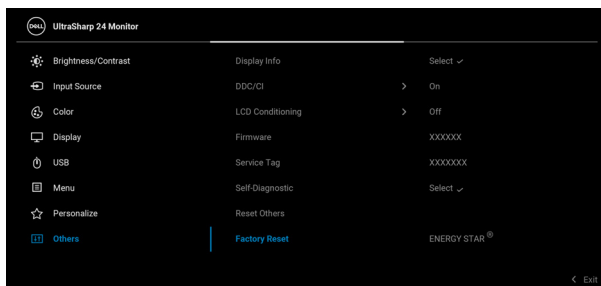 DELL UltraSharp 24 Monitor
Brightness/Contrast Display Info Select
Input Source DDC/CI > On
Color LCD Conditioning > Off
Display Firmware XXXXXX
USB Service Tag XXXXXXX
Menu Self-Diagnostic Select
Personalize Reset Others
Others Factory Reset ENERGY STAR ®
< Exit